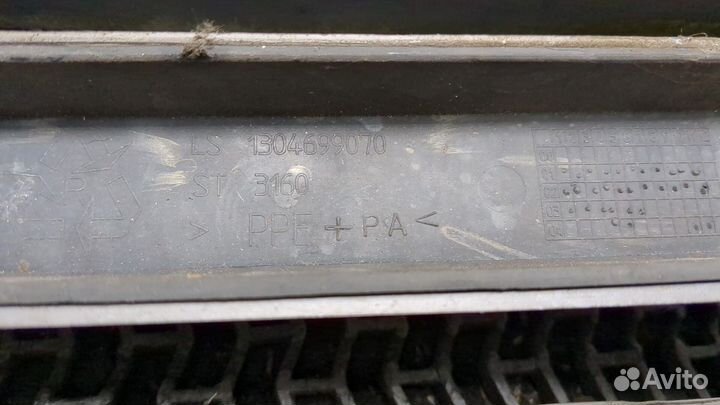 LS 1304699070
ST 3160
> PPE + PA <
Avito